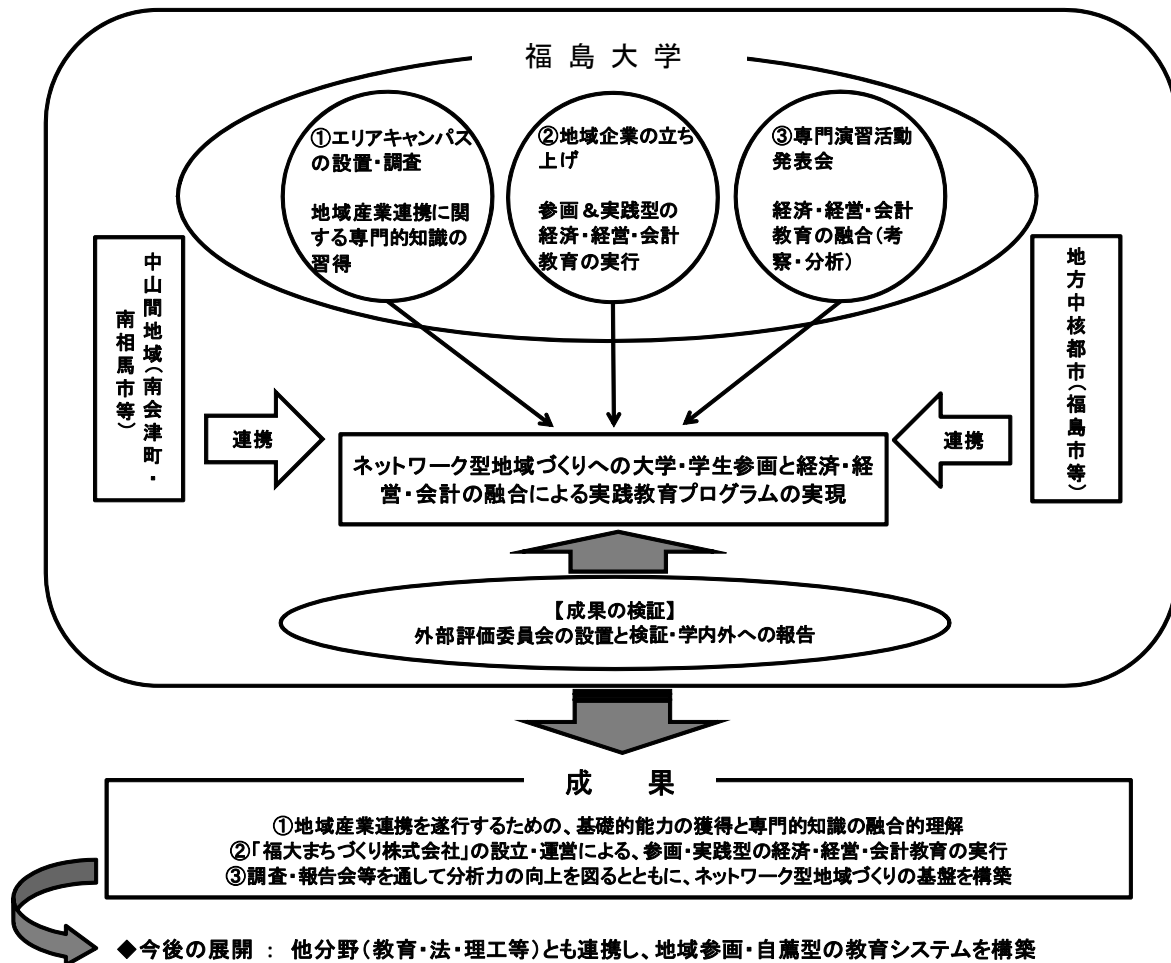 福島大学
①エリアキャンパス
の設置・調査
地域産業連携に関
する専門的知識の
習得
②地域企業の立ち
上げ
参画＆実践型の
経済・経営・会計
教育の実行
③専門演習活動
発表会
経済・経営・会計
教育の融合（考
察・分析）
中山間地域（南会津町・
南相馬市等）
地方中核都市（福島市等）
連携
連携
ネットワーク型地域づくりへの大学・学生参画と経済・経
営・会計の融合による実践教育プログラムの実現
【成果の検証】
外部評価委員会の設置と検証・学内外への報告
成　果
①地域産業連携を遂行するための、基礎的能力の獲得と専門的知識の融合的理解
②「福大まちづくり株式会社」の設立・運営による、参画・実践型の経済・経営・会計教育の実行
③調査・報告会等を通して分析力の向上を図るとともに、ネットワーク型地域づくりの基盤を構築
◆今後の展開 ： 他分野（教育・法・理工等）とも連携し、地域参画・自薦型の教育システムを構築